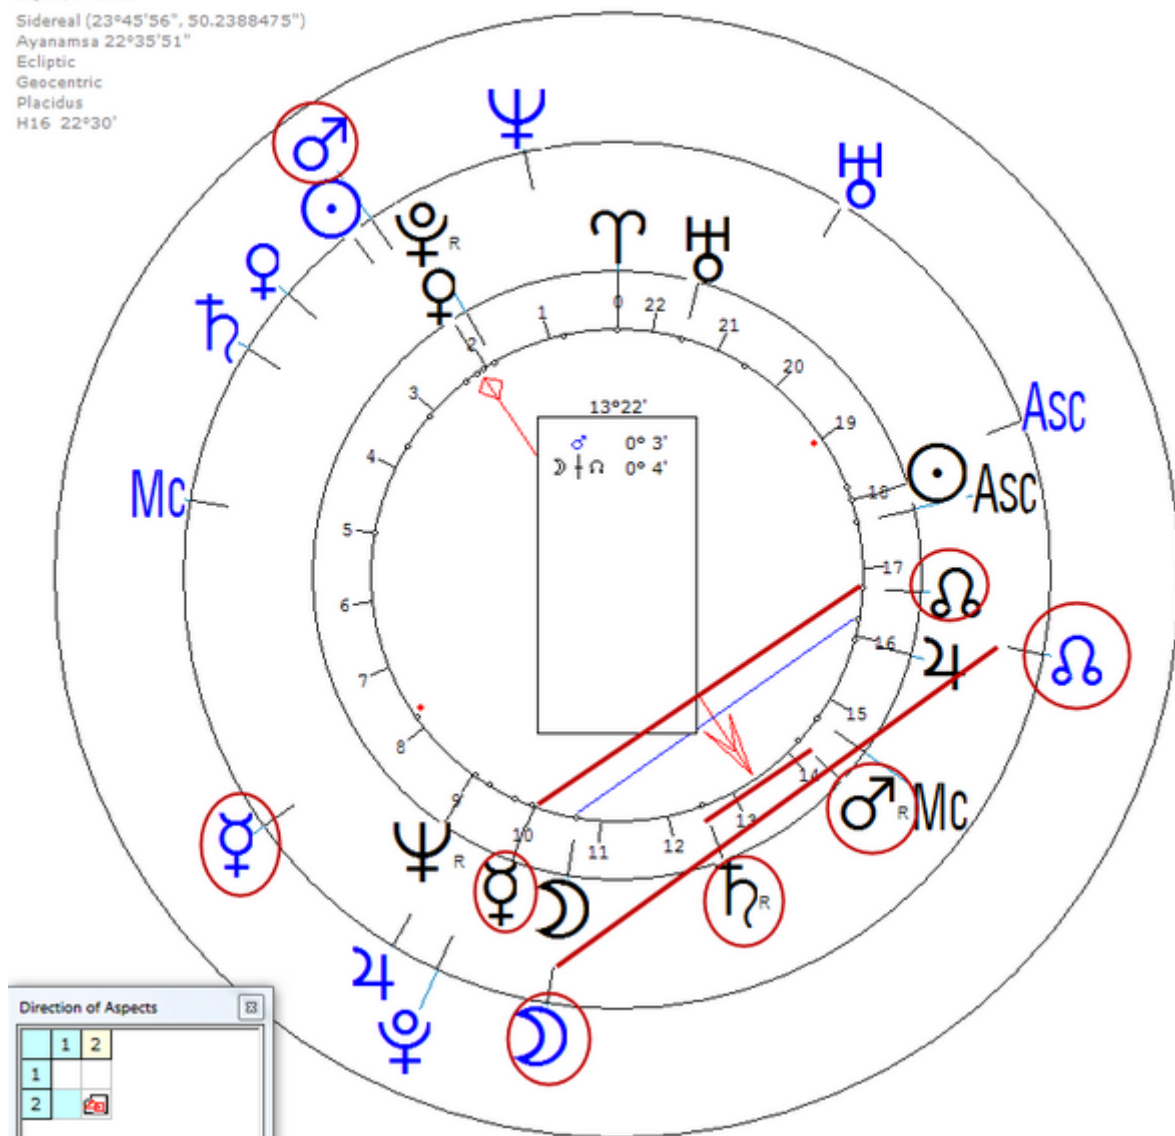 Sidereal (23°45'56", 50.2388475")
Ayanamsa 22°35'51"
Ecliptic
Geocentric
Placidus
H16 22°30'
♂
♆
♅
☉
♇R
♈
♅
♀
♀
0
22
1
21
♄
2
20
3
13°22'
Asc
19
♂ 0° 3'
4
☽ ☊ 0° 4'
☉
Mc
18
Asc
5
17
☊
6
16
♃
☊
7
15
8
14
9
♂R
Mc
13
10
12
11
☿
♆R
☿
☽
♄R
♃
Direction of Aspects
♇
☽
1 2
1
2